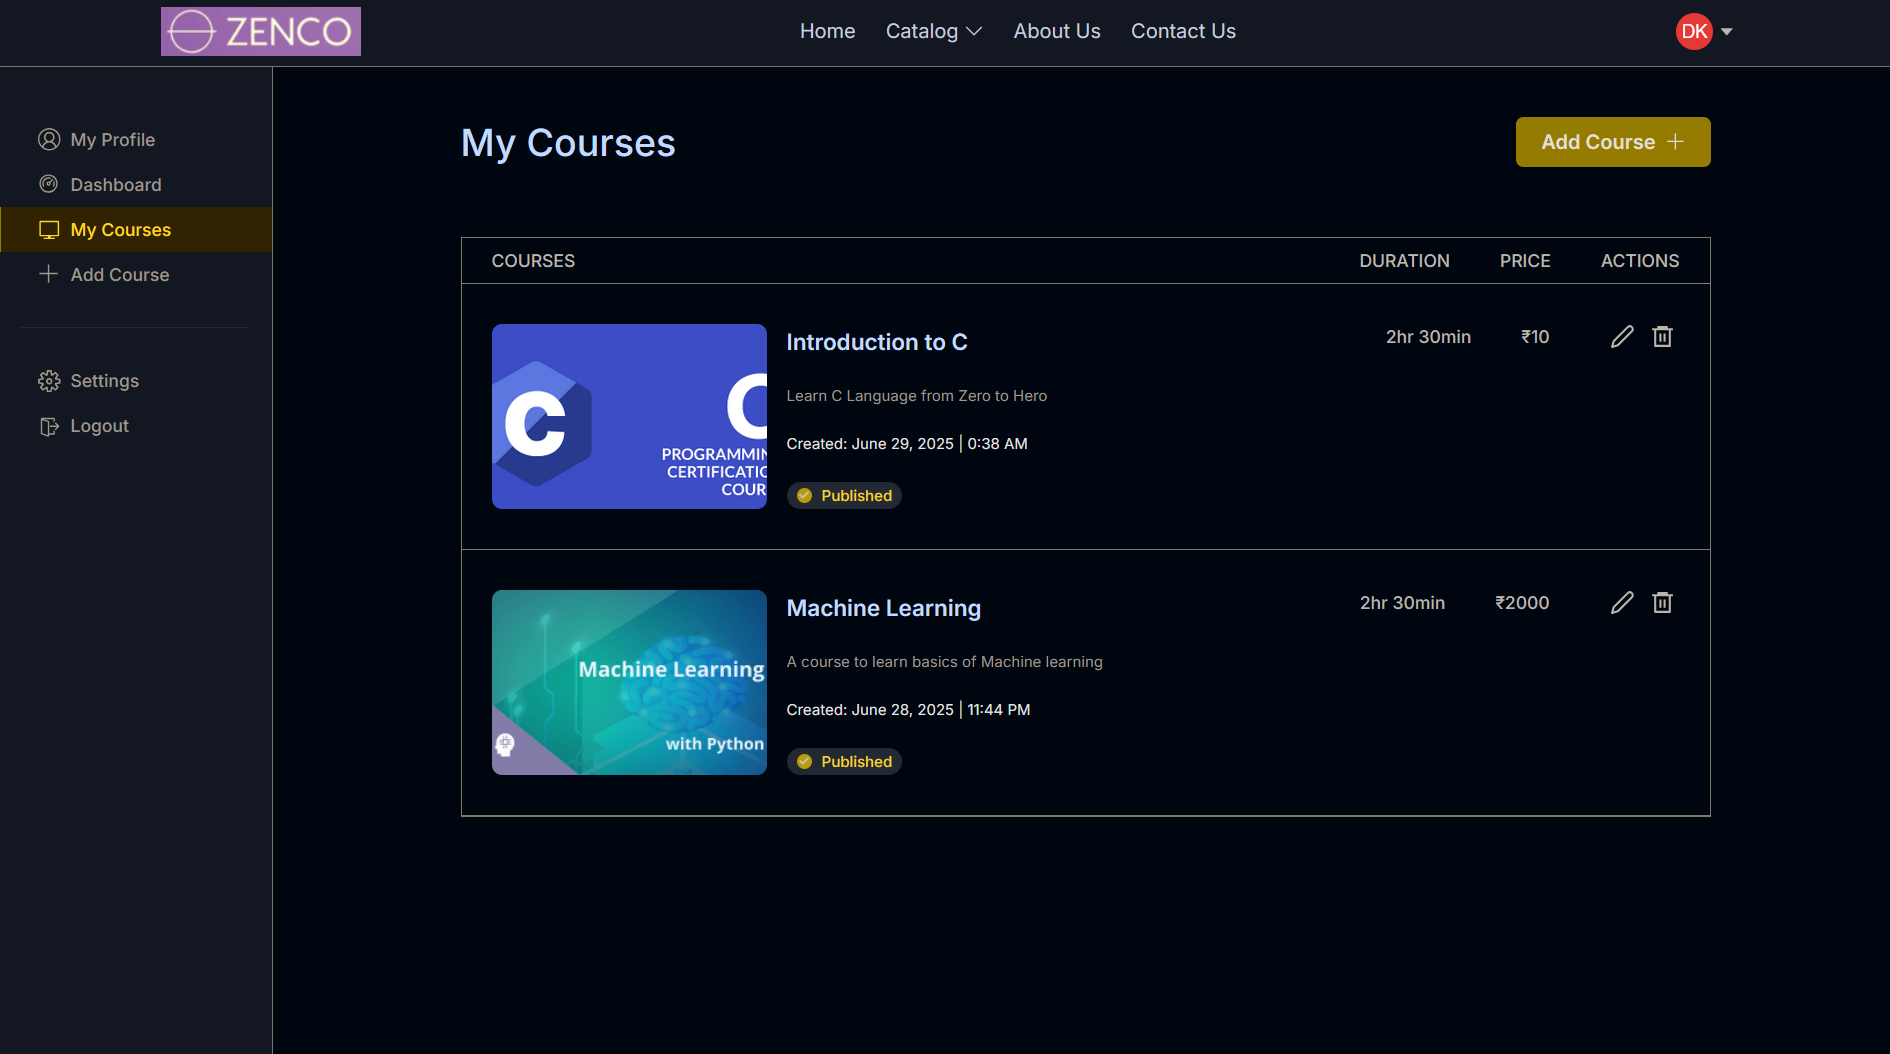 ZENCO
Home Catalog About Us Contact Us
DK
My Profile
Dashboard
My Courses
Add Course
Settings
Logout
My Courses
Add Course
COURSES DURATION PRICE ACTIONS
C
C
PROGRAMMIN
CERTIFICATIO
COUR
Introduction to C
Learn C Language from Zero to Hero
Created: June 29, 2025 | 0:38 AM
Published
2hr 30min ₹10
Machine Learning
with Python
Machine Learning
A course to learn basics of Machine learning
Created: June 28, 2025 | 11:44 PM
Published
2hr 30min ₹2000